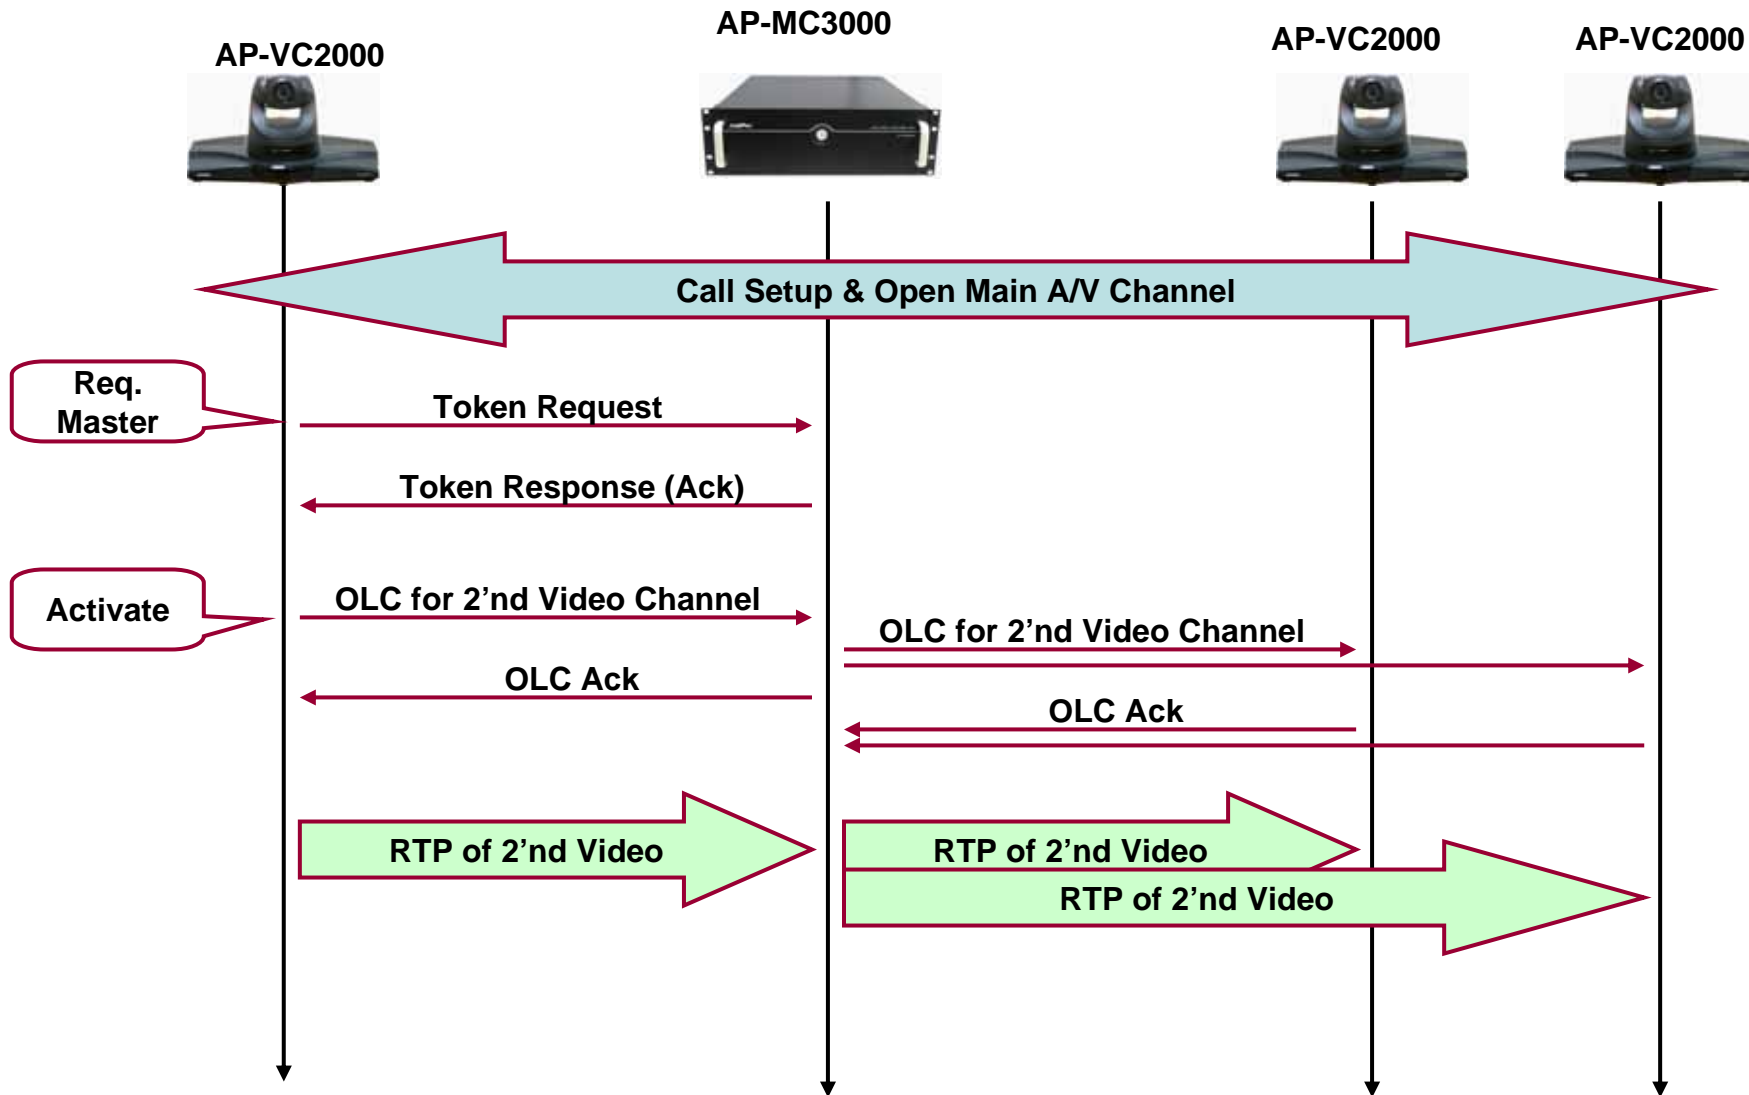 AP-MC3000
AP-VC2000
AP-VC2000
AP-VC2000
Call Setup & Open Main A/V Channel
Req.
Master
Token Request
Token Response (Ack)
Activate
OLC for 2’nd Video Channel
OLC for 2’nd Video Channel
OLC Ack
OLC Ack
RTP of 2’nd Video
RTP of 2’nd Video
RTP of 2’nd Video